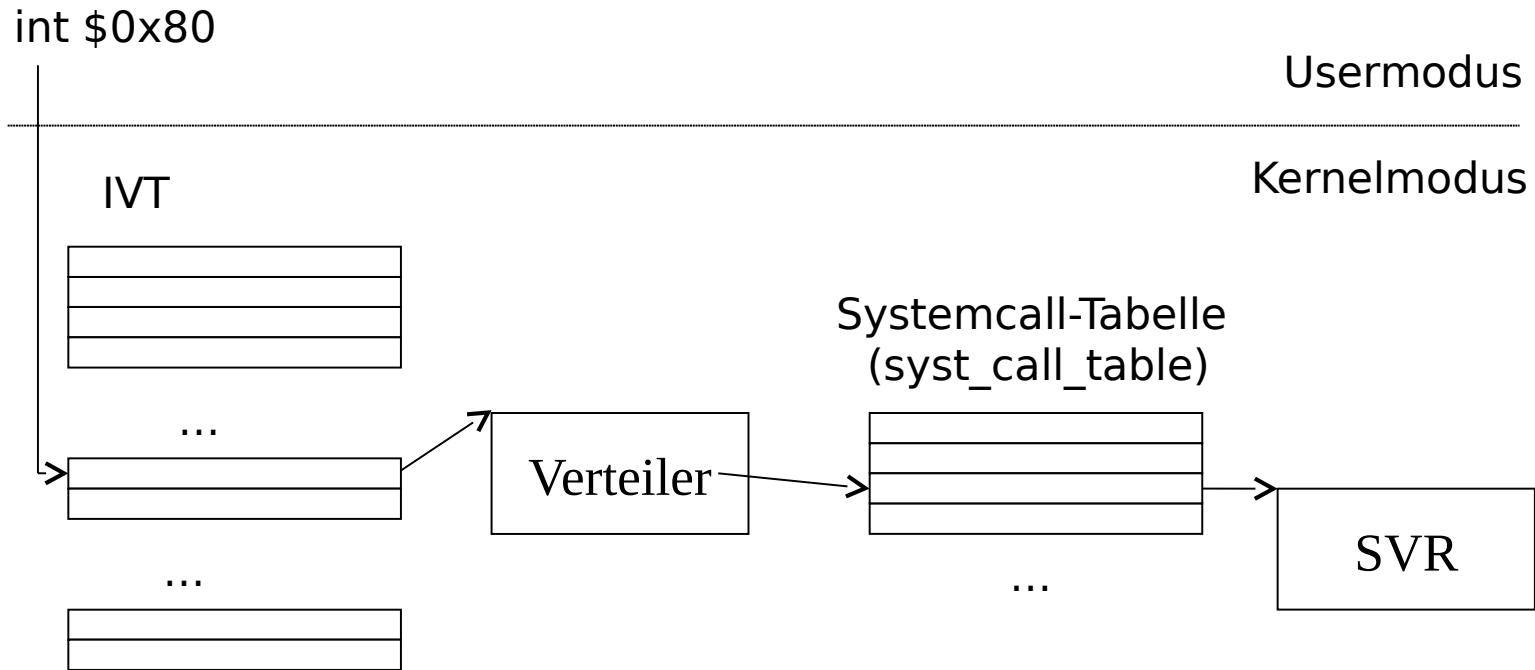 int $0x80
Usermodus
Kernelmodus
IVT
Systemcall-Tabelle
(syst_call_table)
...
Verteiler
SVR
...
...